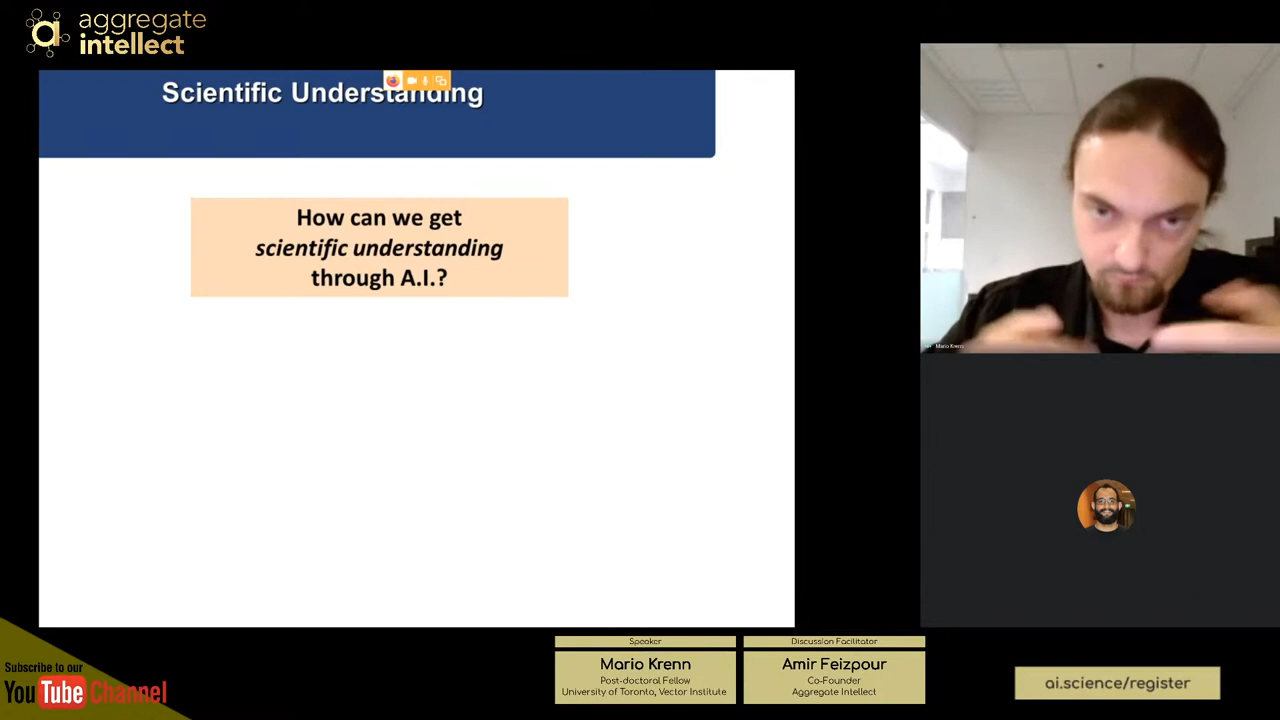 aggregate
intellect
Scientific Understanding
How can we get
scientific understanding
through A.I.?
Mario Krenn
Subscribe to our
YouTube Channel
Speaker
Mario Krenn
Post-doctoral Fellow
University of Toronto, Vector Institute
Discussion Facilitator
Amir Feizpour
Co-Founder
Aggregate Intellect
ai.science/register